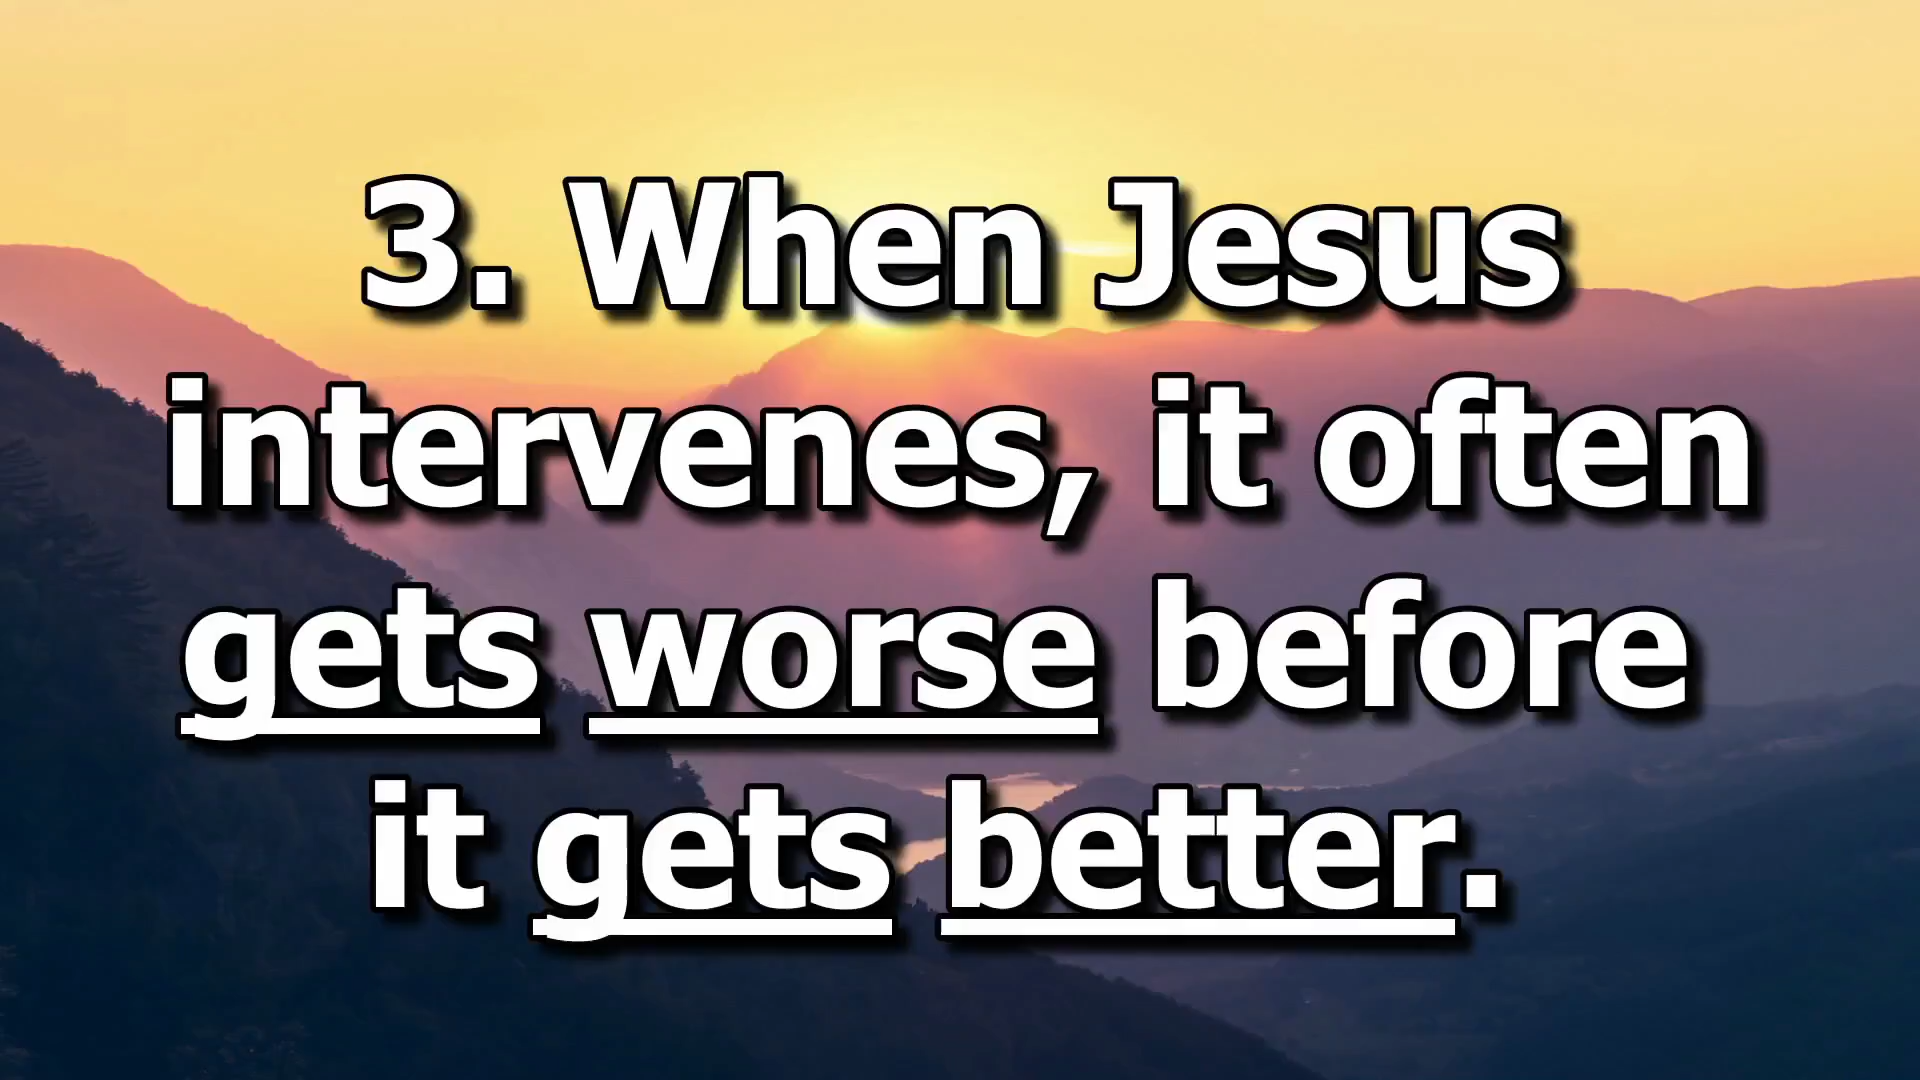 3. When Jesus
intervenes, it often
gets worse before
it gets better.